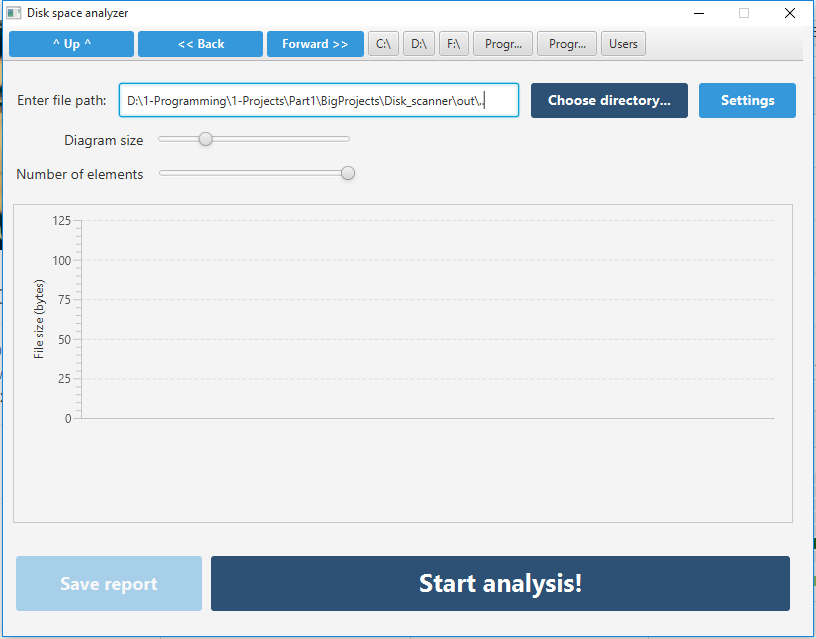 Disk space analyzer
^ Up ^ << Back Forward >> C:\ D:\ F:\ Progr... Progr... Users
Enter file path: D:\1-Programming\1-Projects\Part1\BigProjects\Disk_scanner\out\.. Choose directory... Settings
Diagram size
Number of elements
125
100
75
50
25
0
File size (bytes)
Save report Start analysis!